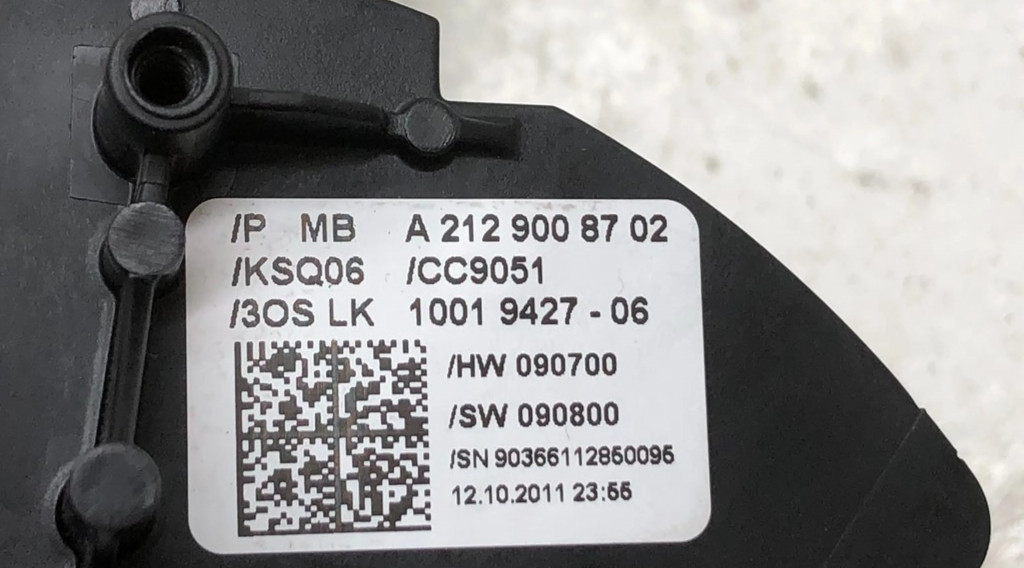 /P MB A 212 900 87 02
/KSQ06 /CC9051
/3OS LK 1001 9427 - 06
/HW 090700
/SW 090800
/SN 90366112850095
12.10.2011 23:55